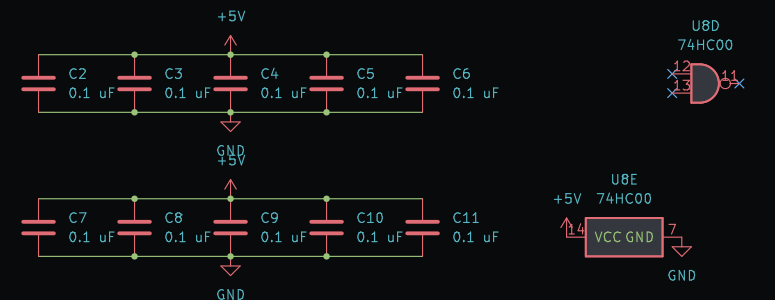 +5V
C2
0.1 uF
C3
0.1 uF
C4
0.1 uF
C5
0.1 uF
C6
0.1 uF
GND
U8D
74HC00
12
13
11
+5V
C7
0.1 uF
C8
0.1 uF
C9
0.1 uF
C10
0.1 uF
C11
0.1 uF
GND
U8E
+5V 74HC00
14
VCC GND
7
GND